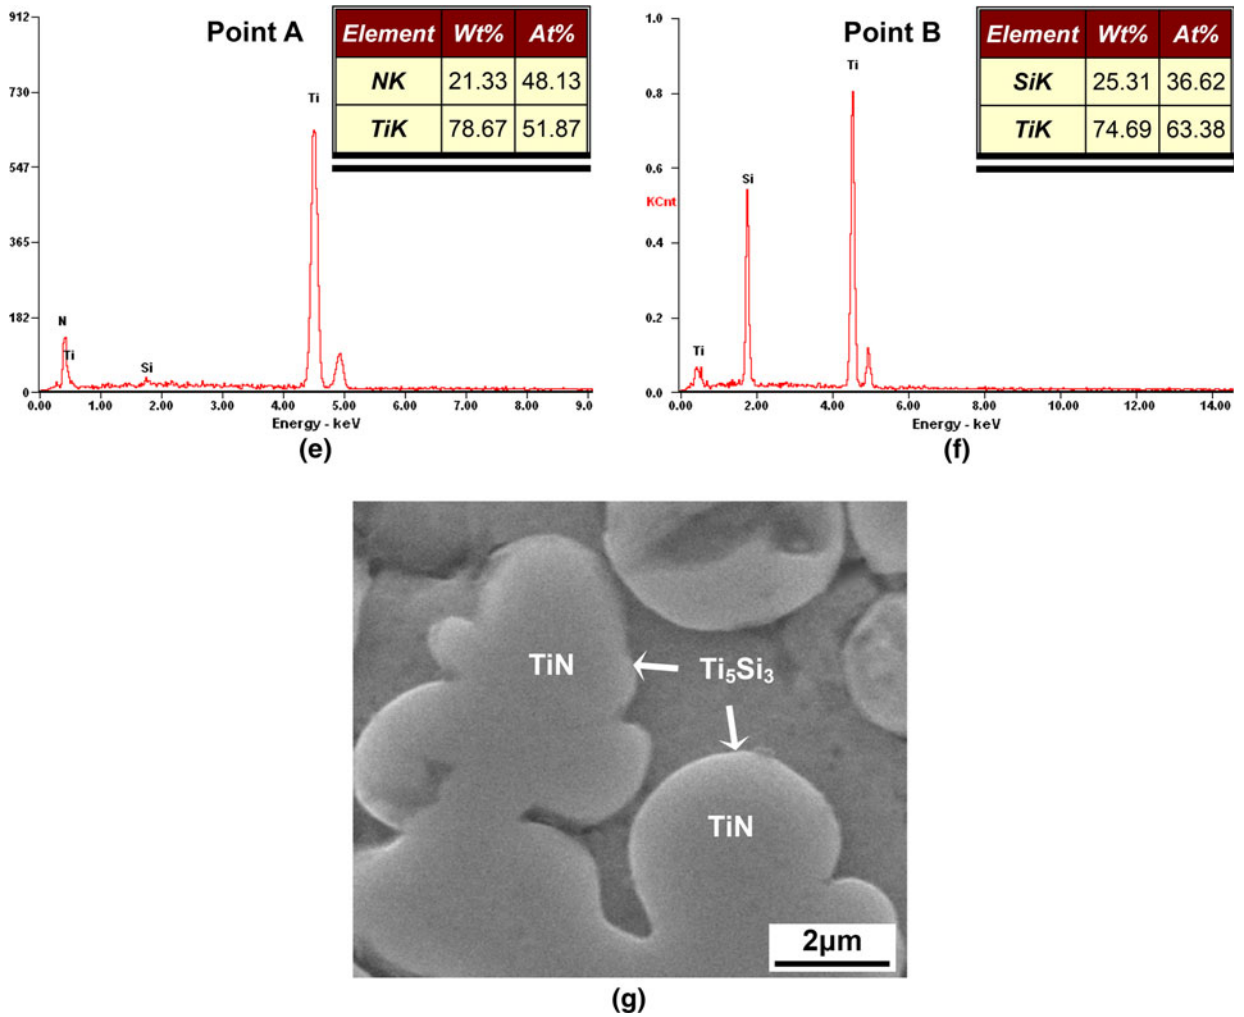 912
730
547
365
182
0
Point A
Element Wt% At%
NK 21.33 48.13
TiK 78.67 51.87
Ti
N
Ti
Si
0.00 1.00 2.00 3.00 4.00 5.00 6.00 7.00 8.00 9.0
Energy - keV
(e)
1.0
0.8
0.6
KCnt
0.4
0.2
0.0
Point B
Element Wt% At%
SiK 25.31 36.62
TiK 74.69 63.38
Ti
Si
Ti
0.00 2.00 4.00 6.00 8.00 10.00 12.00 14.00
Energy - keV
(f)
TiN
Ti₅Si₃
TiN
2µm
(g)